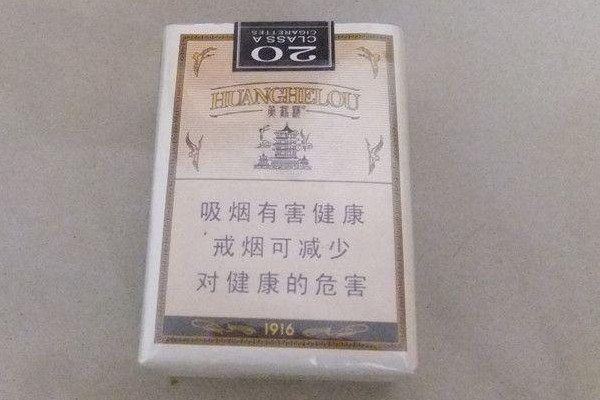 20
CLASS A
CIGARETTES
HUANGHELOU
黄鹤楼
吸烟有害健康
戒烟可减少
对健康的危害
1916